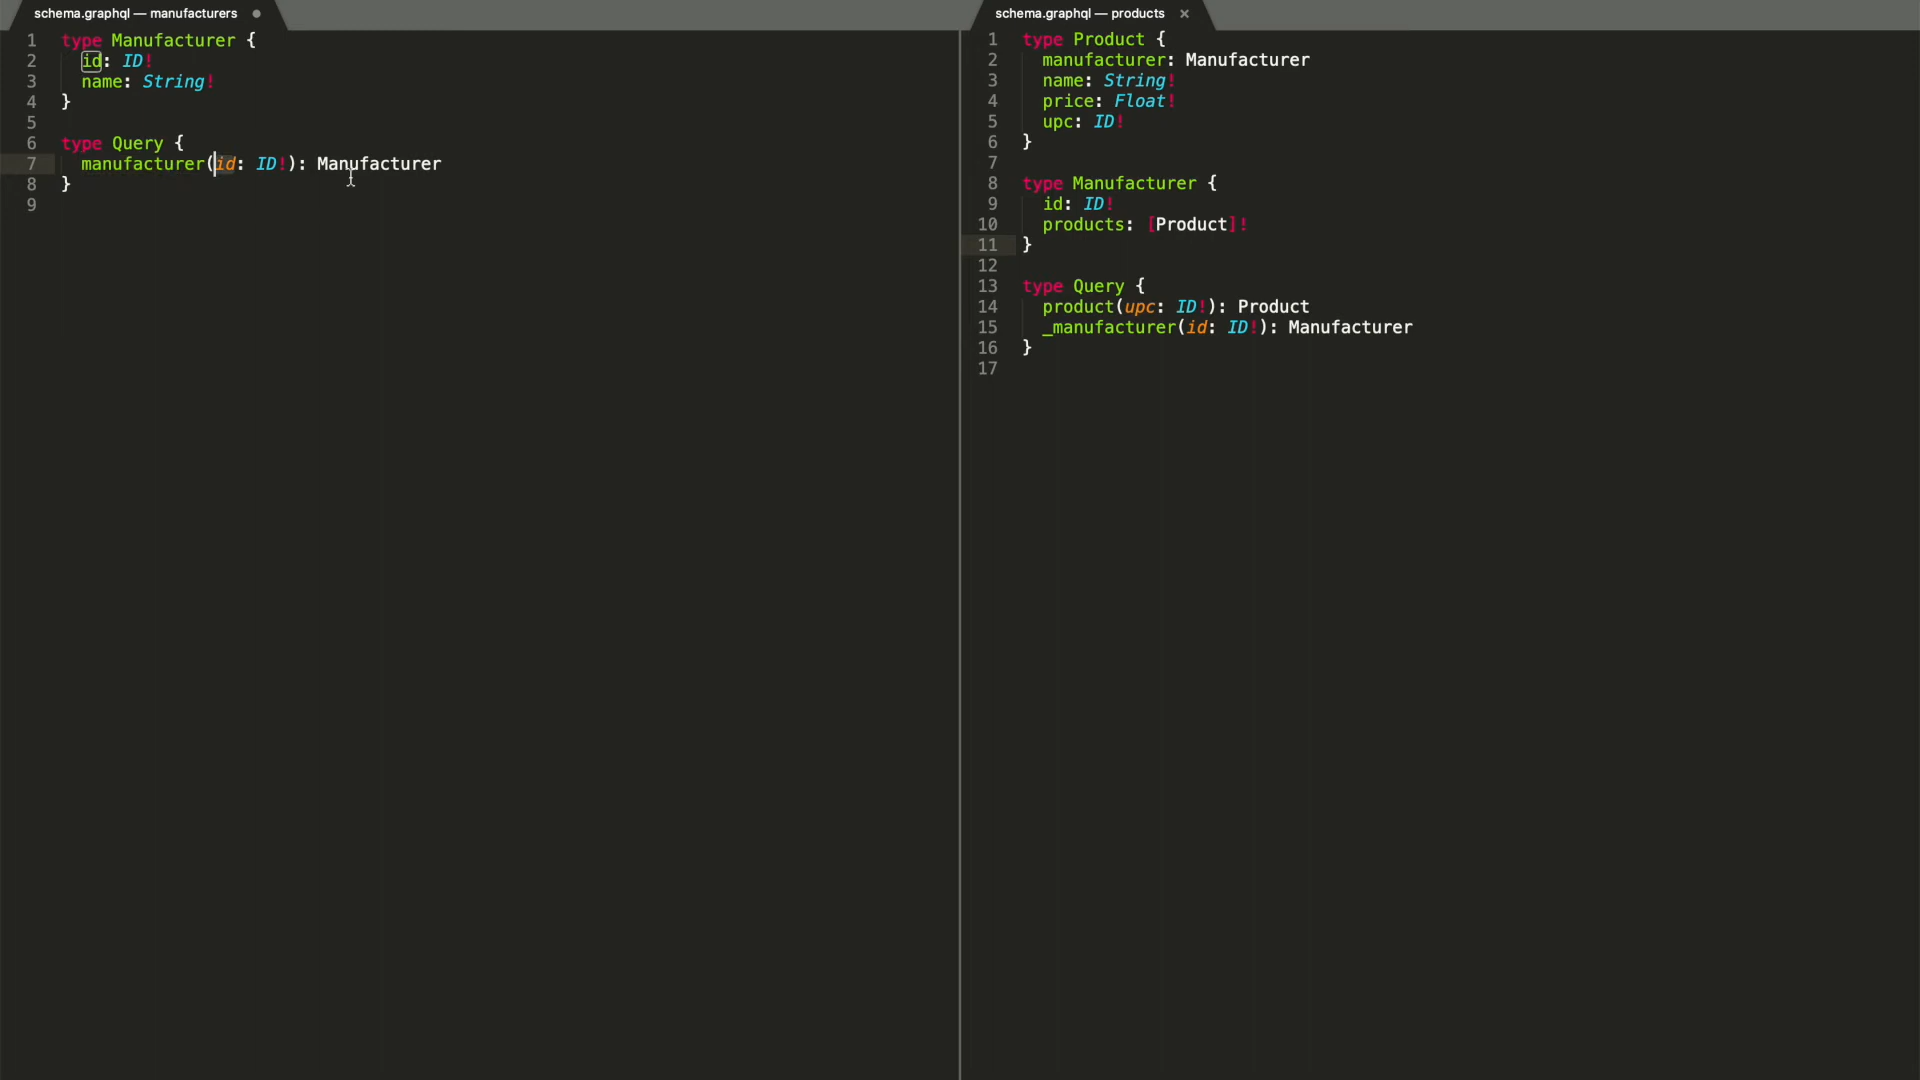 schema.graphql — manufacturers
1 type Manufacturer {
2   id: ID!
3   name: String!
4 }
5
6 type Query {
7   manufacturer(id: ID!): Manufacturer
8 }
9
schema.graphql — products
1 type Product {
2   manufacturer: Manufacturer
3   name: String!
4   price: Float!
5   upc: ID!
6 }
7
8 type Manufacturer {
9   id: ID!
10   products: [Product]!
11 }
12
13 type Query {
14   product(upc: ID!): Product
15   _manufacturer(id: ID!): Manufacturer
16 }
17